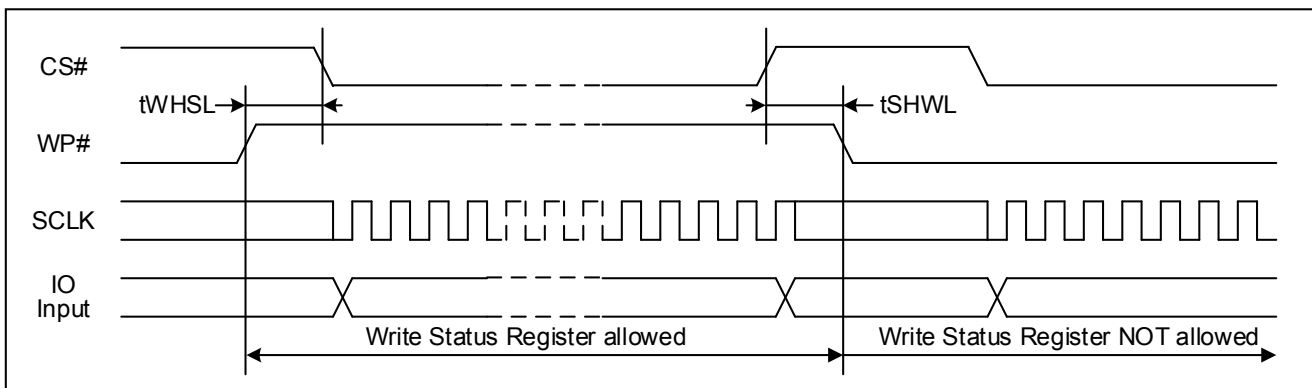 CS#
tWHSL
tSHWL
WP#
SCLK
IO
Input
Write Status Register allowed
Write Status Register NOT allowed